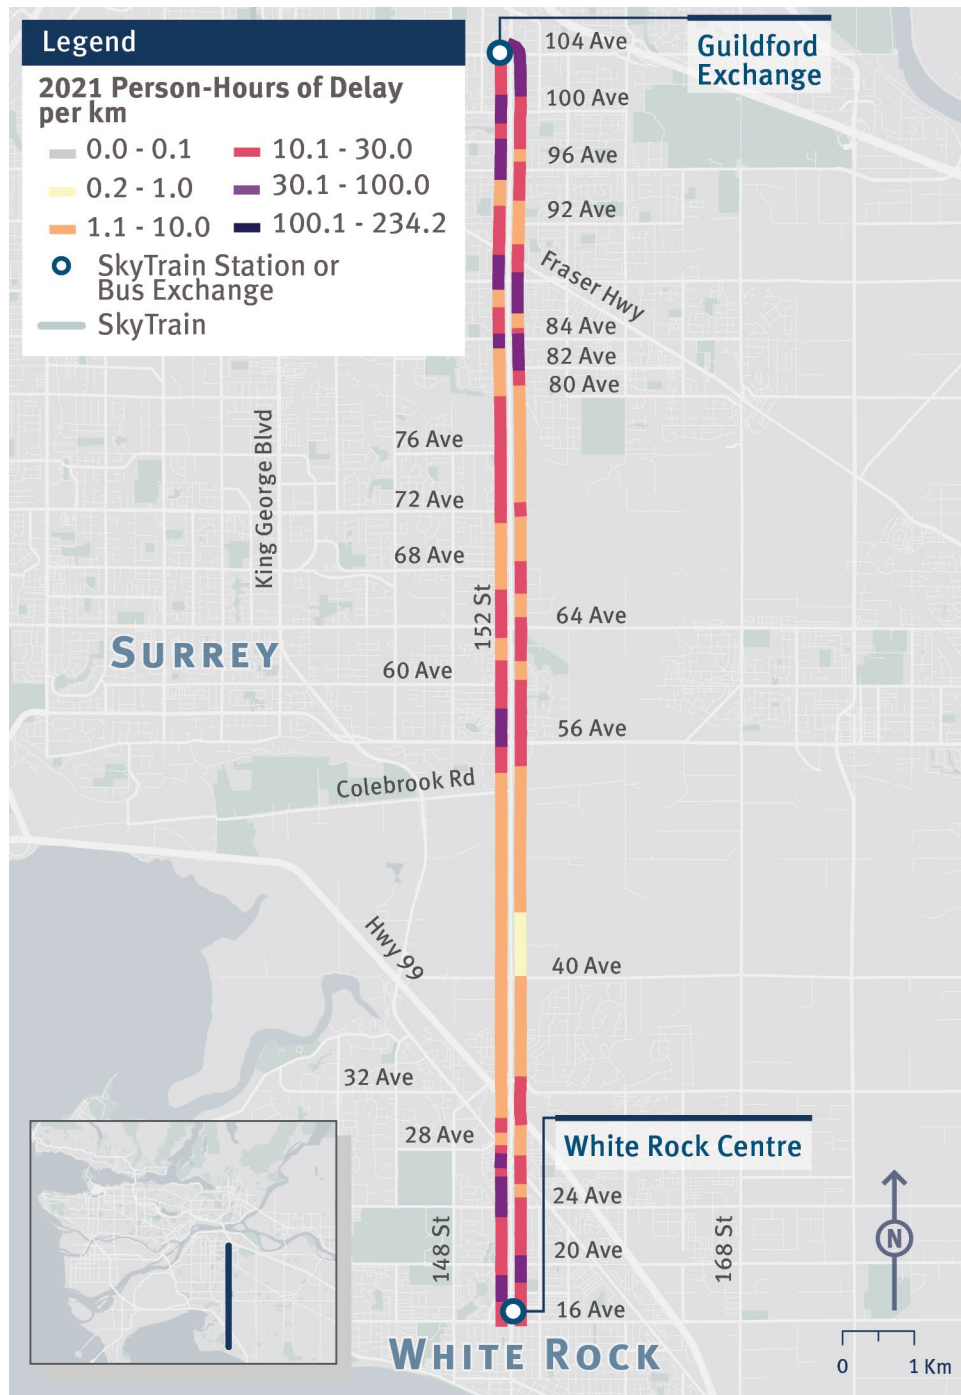 Legend
2021 Person-Hours of Delay
per km
0.0 - 0.1
10.1 - 30.0
0.2 - 1.0
30.1 - 100.0
1.1 - 10.0
100.1 - 234.2
SkyTrain Station or
Bus Exchange
SkyTrain
104 Ave
Guildford
Exchange
100 Ave
96 Ave
92 Ave
Fraser Hwy
84 Ave
82 Ave
80 Ave
King George Blvd
76 Ave
72 Ave
68 Ave
152 St
64 Ave
SURREY
60 Ave
56 Ave
Colebrook Rd
Hwy 99
40 Ave
32 Ave
28 Ave
White Rock Centre
24 Ave
148 St
20 Ave
168 St
N
16 Ave
WHITE ROCK
0
1 Km